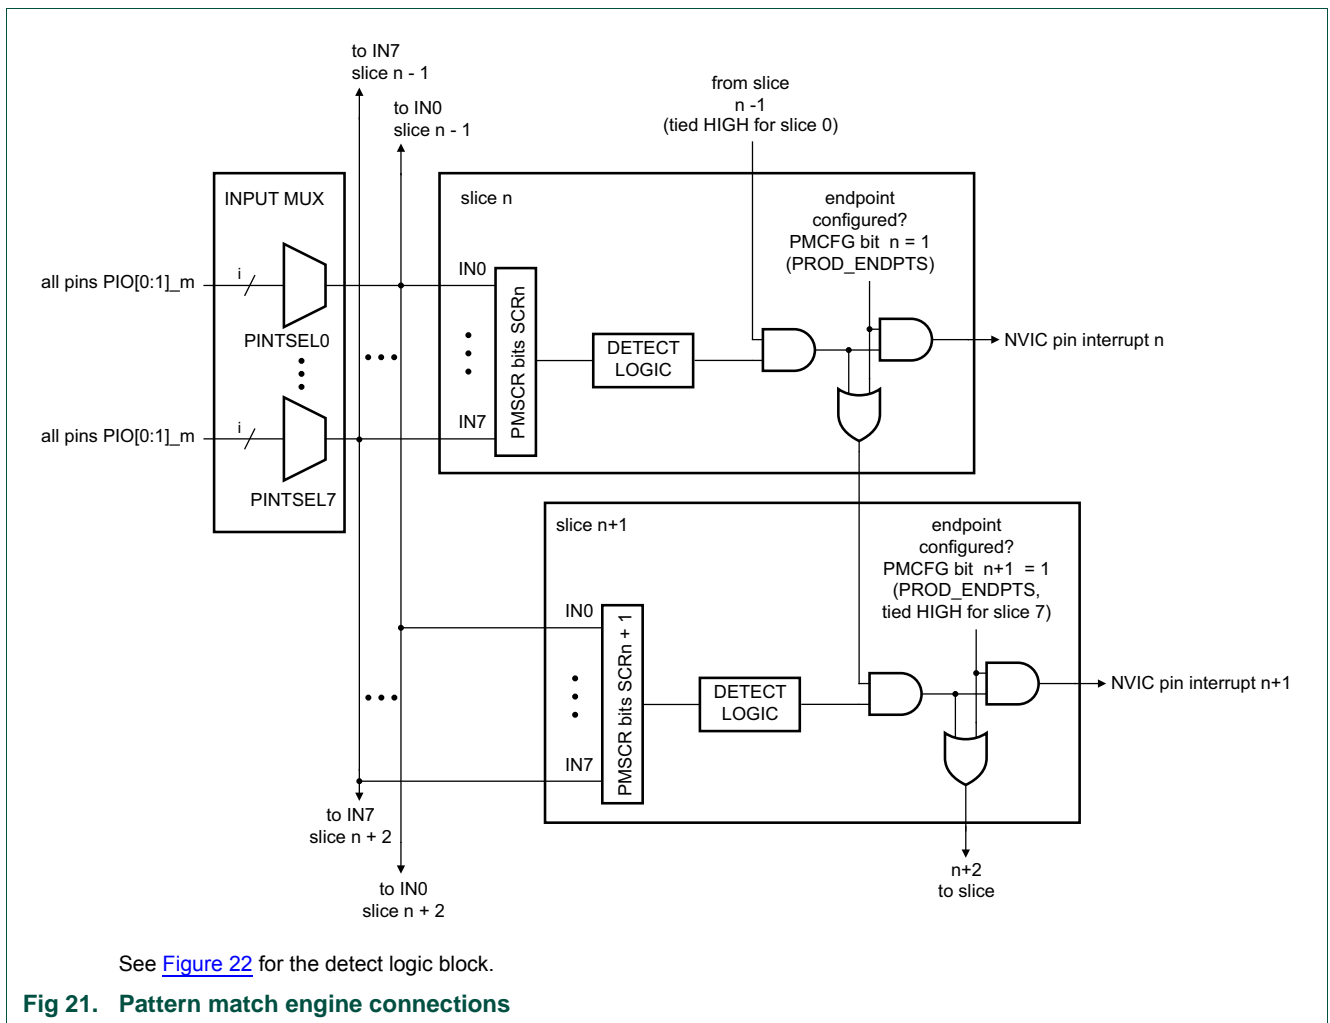 to IN7
slice n - 1
to IN0
slice n - 1
from slice
n -1
(tied HIGH for slice 0)
INPUT MUX
slice n
endpoint
configured?
PMCFG bit n = 1
(PROD_ENDPTS)
all pins PIO[0:1]_m
i
IN0
PINTSEL0
PMSCR bits SCRn
DETECT
LOGIC
NVIC pin interrupt n
all pins PIO[0:1]_m
i
IN7
PINTSEL7
slice n+1
endpoint
configured?
PMCFG bit n+1 = 1
(PROD_ENDPTS,
tied HIGH for slice 7)
IN0
PMSCR bits SCRn + 1
DETECT
LOGIC
NVIC pin interrupt n+1
IN7
to IN7
slice n + 2
to IN0
slice n + 2
n+2
to slice
See Figure 22 for the detect logic block.
Fig 21. Pattern match engine connections